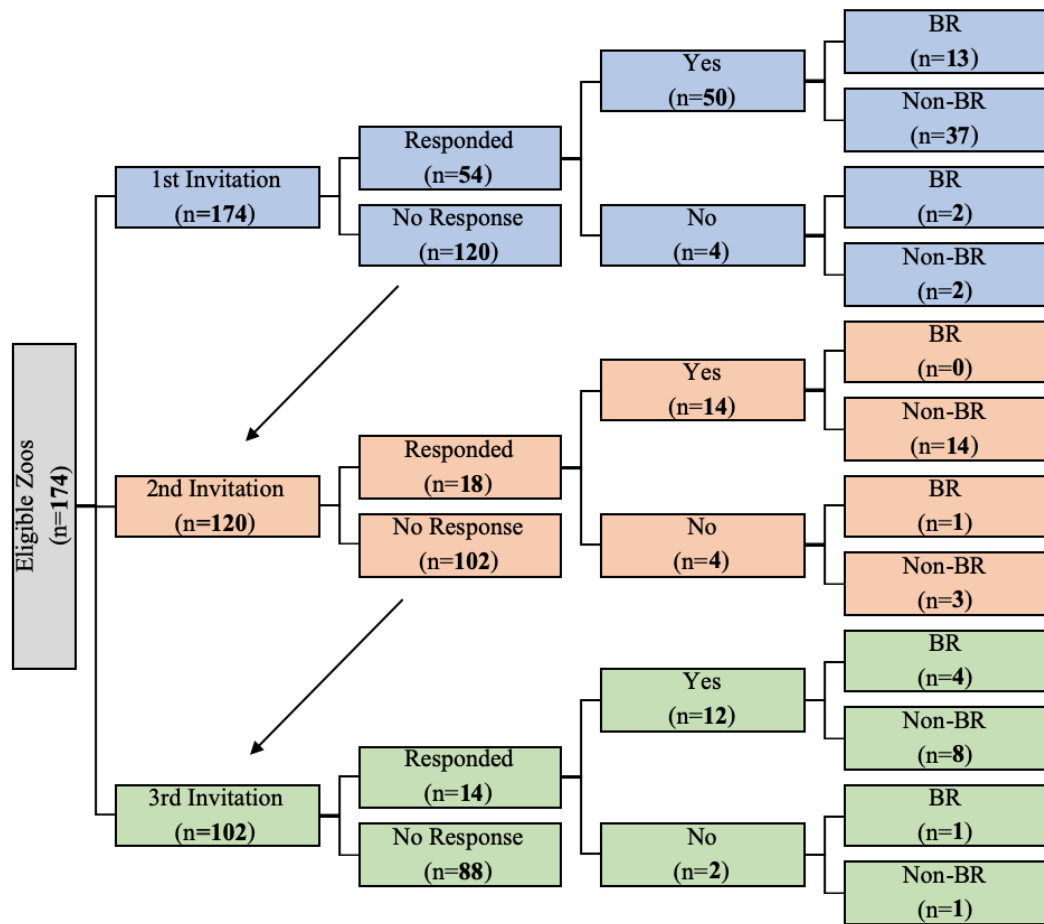 Eligible Zoos
(n=174)
1st Invitation
(n=174)
Responded
(n=54)
No Response
(n=120)
Yes
(n=50)
No
(n=4)
BR
(n=13)
Non-BR
(n=37)
BR
(n=2)
Non-BR
(n=2)
2nd Invitation
(n=120)
Responded
(n=18)
No Response
(n=102)
Yes
(n=14)
No
(n=4)
BR
(n=0)
Non-BR
(n=14)
BR
(n=1)
Non-BR
(n=3)
3rd Invitation
(n=102)
Responded
(n=14)
No Response
(n=88)
Yes
(n=12)
No
(n=2)
BR
(n=4)
Non-BR
(n=8)
BR
(n=1)
Non-BR
(n=1)